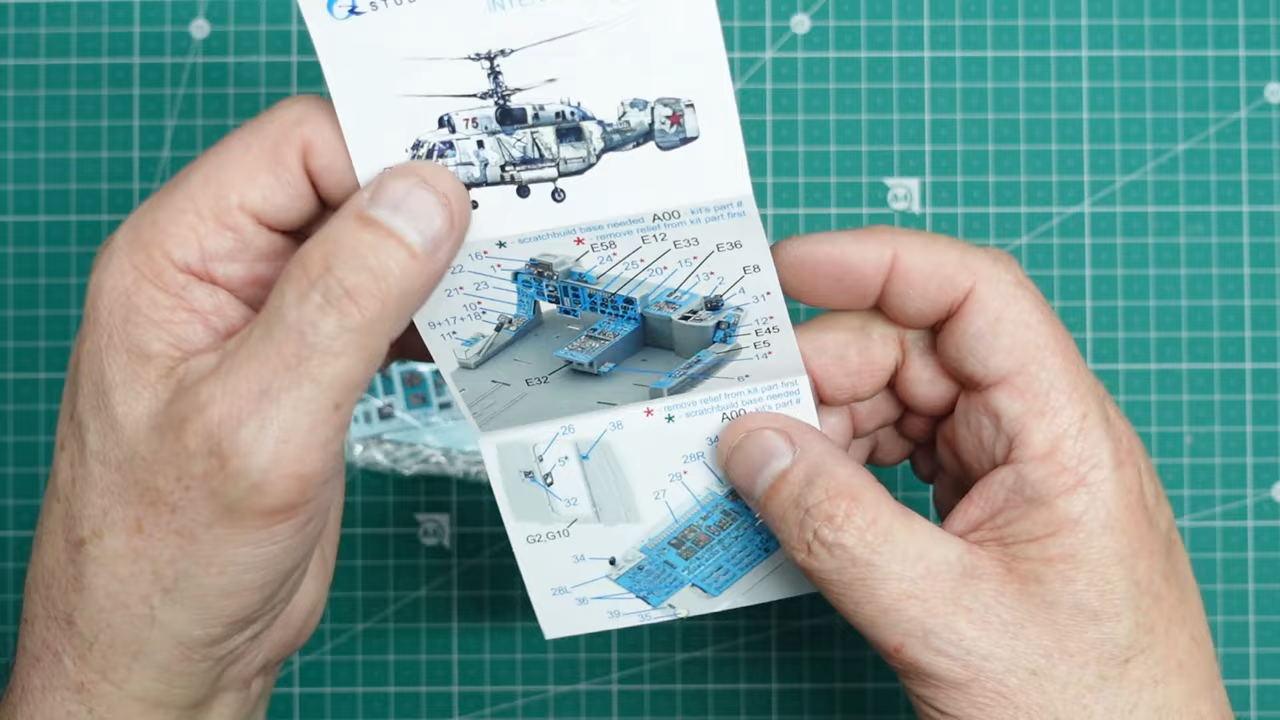 STUD
INTER
75
* - scratchbuild base needed A00 - kit's part #
* - remove relief from kit part first
E58
E12
E33
E36
E8
16*
24*
25*
20*
15*
13*
2
4
31*
22
1*
23
21*
10*
9+17+18*
11*
12*
E45
E5
14*
6*
E32
* - remove relief from kit part first
* - scratchbuild base needed
A00 - kit's part #
26
38
5*
32
G2,G10
34
28R
29*
27
34
28L
36
39
35
A4
A4